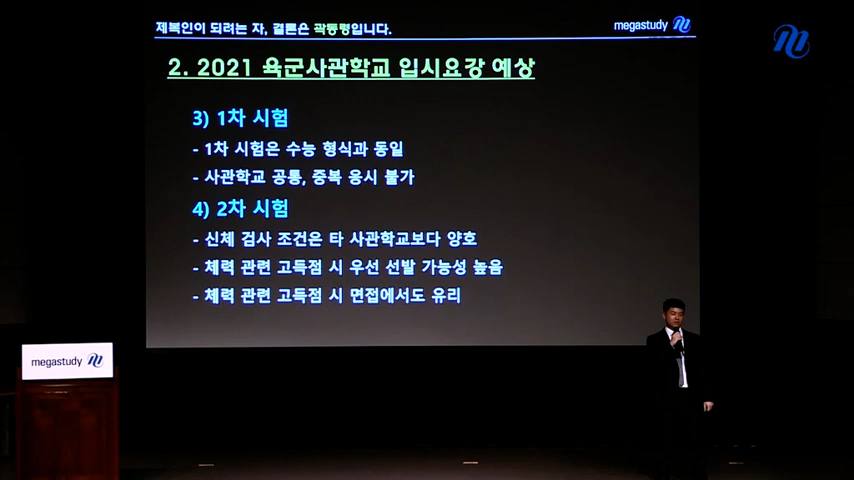 제복인이 되려는 자, 결론은 곽동령입니다.
megastudy
2. 2021 육군사관학교 입시요강 예상
3) 1차 시험
- 1차 시험은 수능 형식과 동일
- 사관학교 공통, 중복 응시 불가
4) 2차 시험
- 신체 검사 조건은 타 사관학교보다 양호
- 체력 관련 고득점 시 우선 선발 가능성 높음
- 체력 관련 고득점 시 면접에서도 유리
megastudy